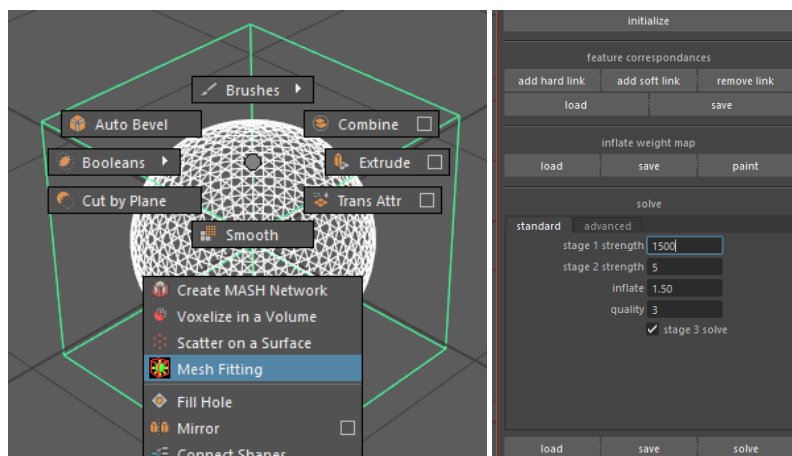 Brushes
Auto Bevel
Combine
Booleans
Extrude
Cut by Plane
Trans Attr
Smooth
Create MASH Network
Voxelize in a Volume
Scatter on a Surface
Mesh Fitting
Fill Hole
Mirror
Connect Shapes
initialize
feature correspondances
add hard link add soft link remove link
load save
inflate weight map
load save paint
solve
standard advanced
stage 1 strength 1500
stage 2 strength 5
inflate 1.50
quality 3
stage 3 solve
load save solve